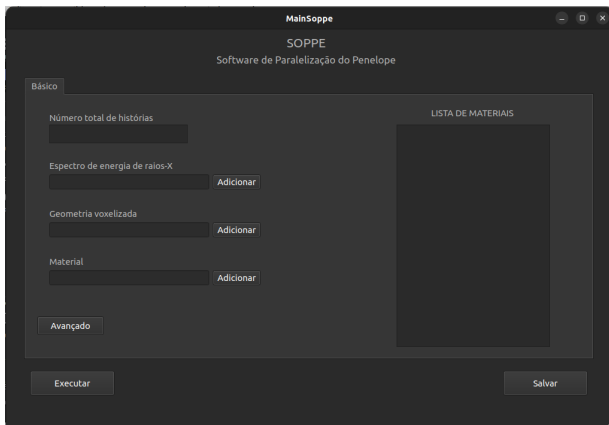 MainSoppe
SOPPE
Software de Paralelização do Penelope
Básico
Número total de histórias
LISTA DE MATERIAIS
Espectro de energia de raios-X
Adicionar
Geometria voxelizada
Adicionar
Material
Adicionar
Avançado
Executar
Salvar